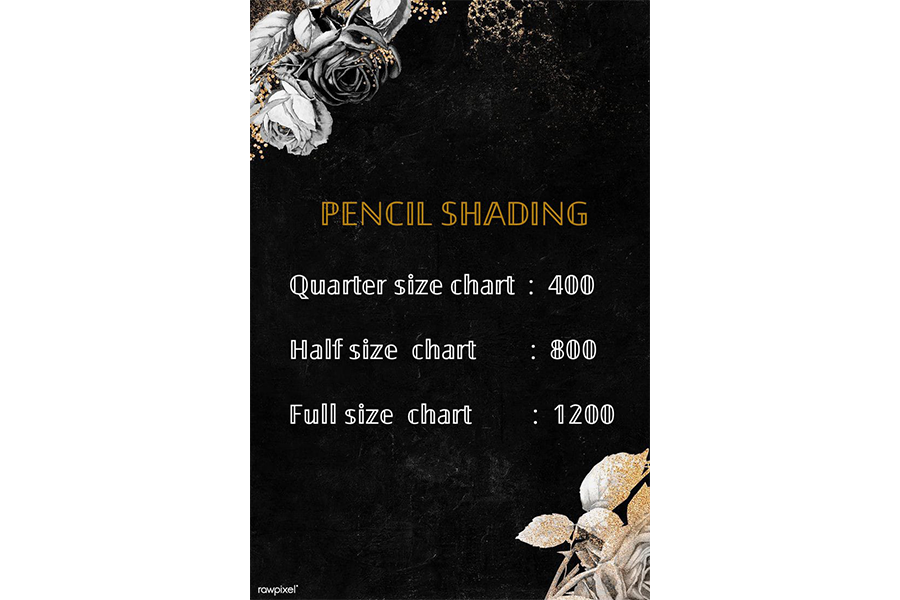 PENCIL SHADING
Quarter size chart : 400
Half size chart : 800
Full size chart : 1200
rawpixel